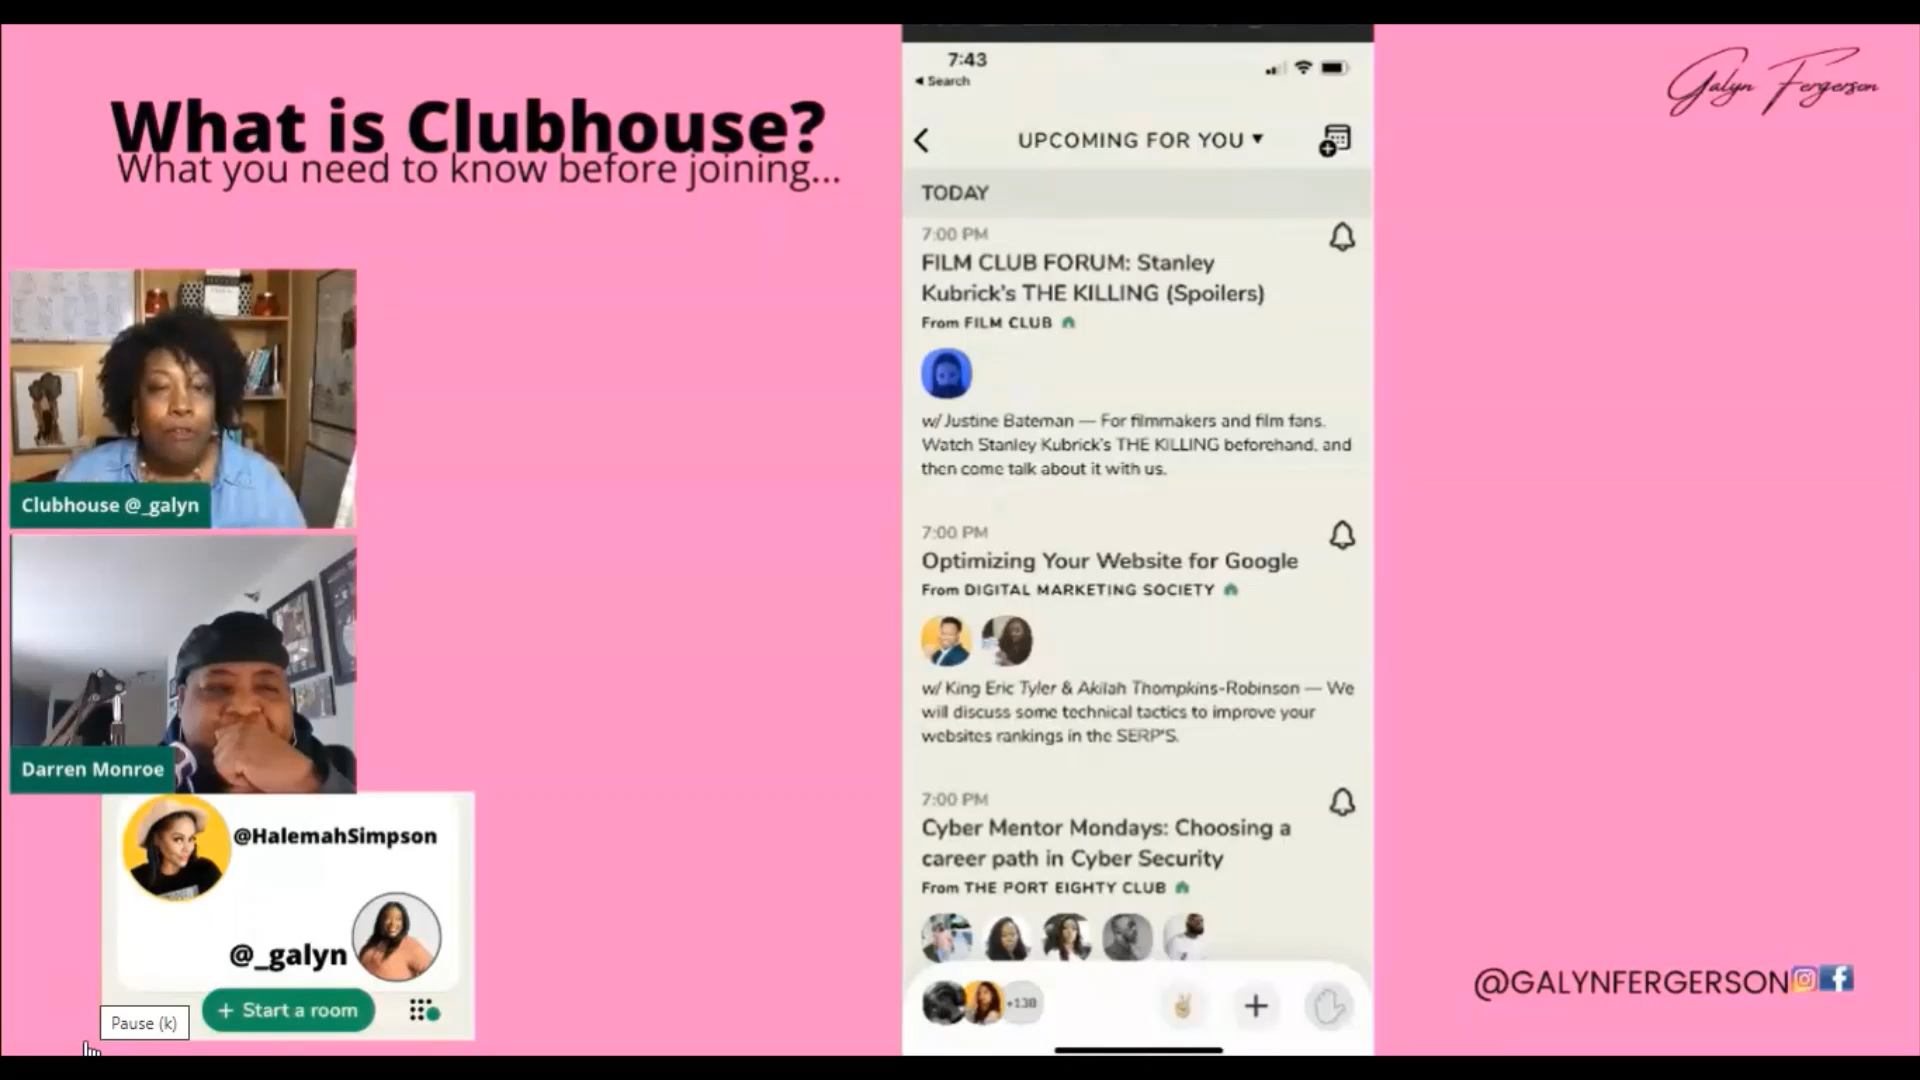 What is Clubhouse?
What you need to know before joining...
Clubhouse @_galyn
Darren Monroe
@HalemahSimpson
@_galyn
+ Start a room
Pause (k)
7:43
Search
UPCOMING FOR YOU
TODAY
7:00 PM
FILM CLUB FORUM: Stanley
Kubrick's THE KILLING (Spoilers)
From FILM CLUB
w/ Justine Bateman — For filmmakers and film fans.
Watch Stanley Kubrick's THE KILLING beforehand, and
then come talk about it with us.
7:00 PM
Optimizing Your Website for Google
From DIGITAL MARKETING SOCIETY
w/ King Eric Tyler & Akilah Thompkins-Robinson — We
will discuss some technical tactics to improve your
websites rankings in the SERP'S.
7:00 PM
Cyber Mentor Mondays: Choosing a
career path in Cyber Security
From THE PORT EIGHTY CLUB
+138
Galyn Fergerson
@GALYNFERGERSON